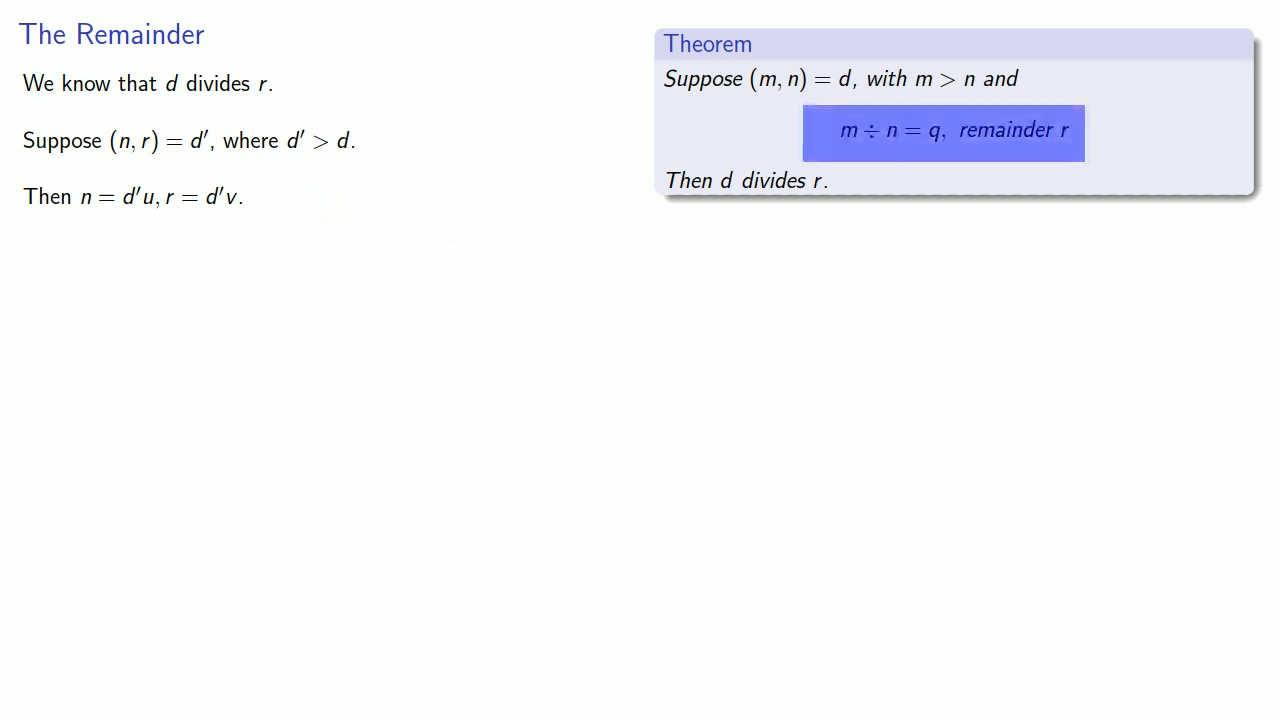 The Remainder
We know that d divides r.
Suppose (n, r) = d′, where d′ > d.
Then n = d′u, r = d′v.
Theorem
Suppose (m, n) = d, with m > n and
m ÷ n = q, remainder r
Then d divides r.